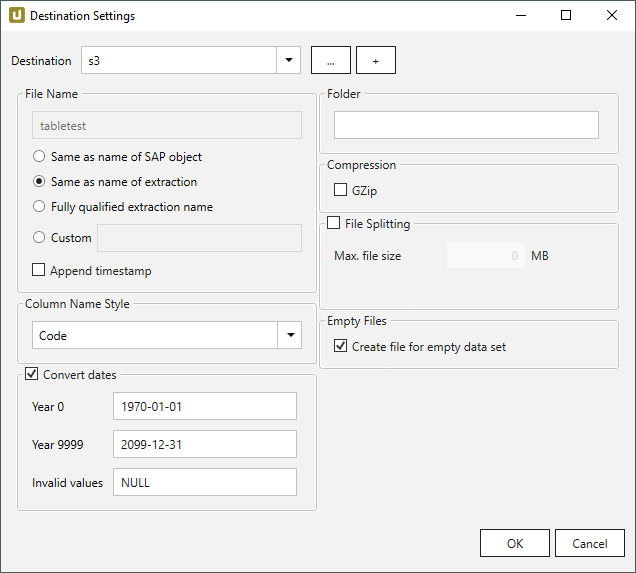 Destination Settings
Destination
s3
...
+
File Name
tabletest
Same as name of SAP object
Same as name of extraction
Fully qualified extraction name
Custom
Append timestamp
Column Name Style
Code
Convert dates
Year 0
1970-01-01
Year 9999
2099-12-31
Invalid values
NULL
Folder
Compression
GZip
File Splitting
Max. file size
0
MB
Empty Files
Create file for empty data set
OK
Cancel